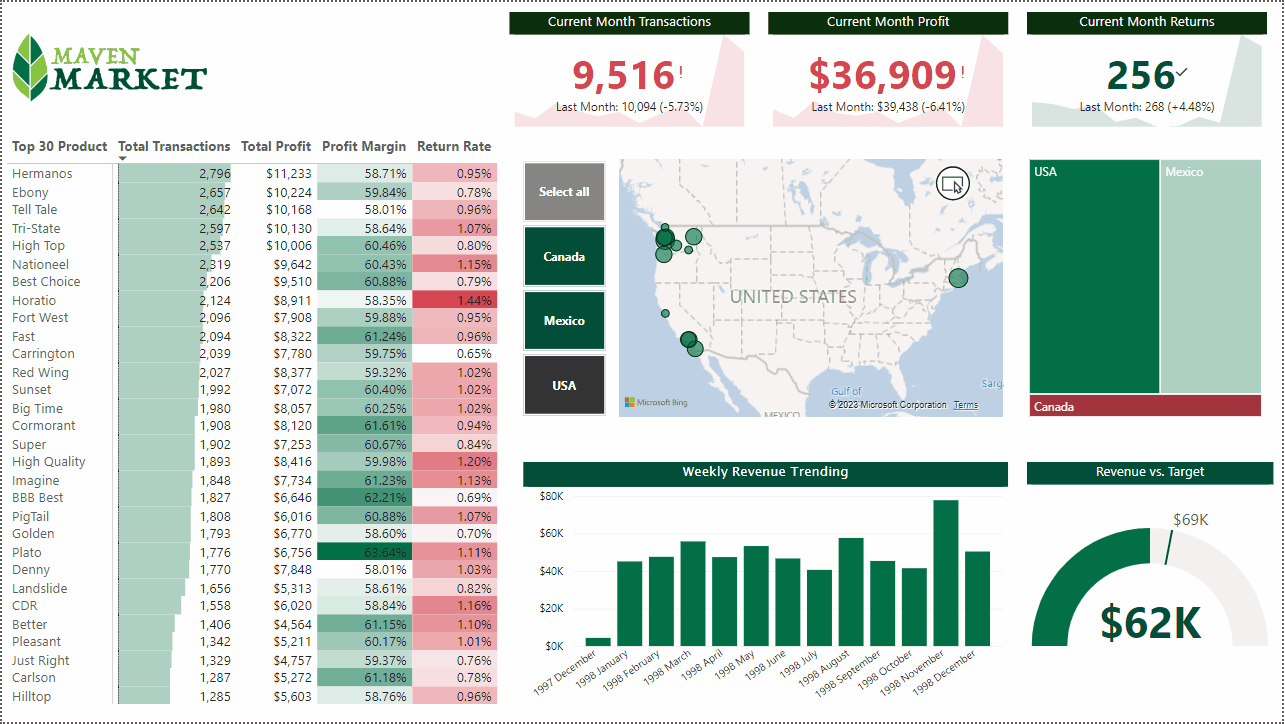 MAVEN
MARKET
Current Month Transactions
9,516 !
Last Month: 10,094 (-5.73%)
Current Month Profit
$36,909 !
Last Month: $39,438 (-6.41%)
Current Month Returns
256
Last Month: 268 (+4.48%)
Top 30 Product Total Transactions Total Profit Profit Margin Return Rate
Hermanos 2,796 $11,233 58.71% 0.95%
Ebony 2,657 $10,224 59.84% 0.78%
Tell Tale 2,642 $10,168 58.01% 0.96%
Tri-State 2,597 $10,130 58.64% 1.07%
High Top 2,537 $10,006 60.46% 0.80%
Nationeel 2,319 $9,642 60.43% 1.15%
Best Choice 2,206 $9,510 60.88% 0.79%
Horatio 2,124 $8,911 58.35% 1.44%
Fort West 2,096 $7,908 59.88% 0.95%
Fast 2,094 $8,322 61.24% 0.96%
Carrington 2,039 $7,780 59.75% 0.65%
Red Wing 2,027 $8,377 59.32% 1.02%
Sunset 1,992 $7,072 60.40% 1.02%
Big Time 1,980 $8,057 60.25% 1.02%
Cormorant 1,908 $8,120 61.61% 0.94%
Super 1,902 $7,253 60.67% 0.84%
High Quality 1,893 $8,416 59.98% 1.20%
Imagine 1,848 $7,734 61.23% 1.13%
BBB Best 1,827 $6,646 62.21% 0.69%
PigTail 1,808 $6,016 60.88% 1.07%
Golden 1,793 $6,770 58.60% 0.70%
Plato 1,776 $6,756 63.64% 1.11%
Denny 1,770 $7,848 58.01% 1.03%
Landslide 1,656 $5,313 58.61% 0.82%
CDR 1,558 $6,020 58.84% 1.16%
Better 1,406 $4,564 61.15% 1.10%
Pleasant 1,342 $5,211 60.17% 1.01%
Just Right 1,329 $4,757 59.37% 0.76%
Carlson 1,287 $5,272 61.18% 0.78%
Hilltop 1,285 $5,603 58.76% 0.96%
Select all
Canada
Mexico
USA
UNITED STATES
Gulf of
Sarg
MEXICO
Microsoft Bing
© 2023 Microsoft Corporation Terms
USA
Mexico
Canada
Weekly Revenue Trending
$80K
$60K
$40K
$20K
$0K
1997 December
1998 January
1998 February
1998 March
1998 April
1998 May
1998 June
1998 July
1998 August
1998 September
1998 October
1998 November
1998 December
Revenue vs. Target
$69K
$62K